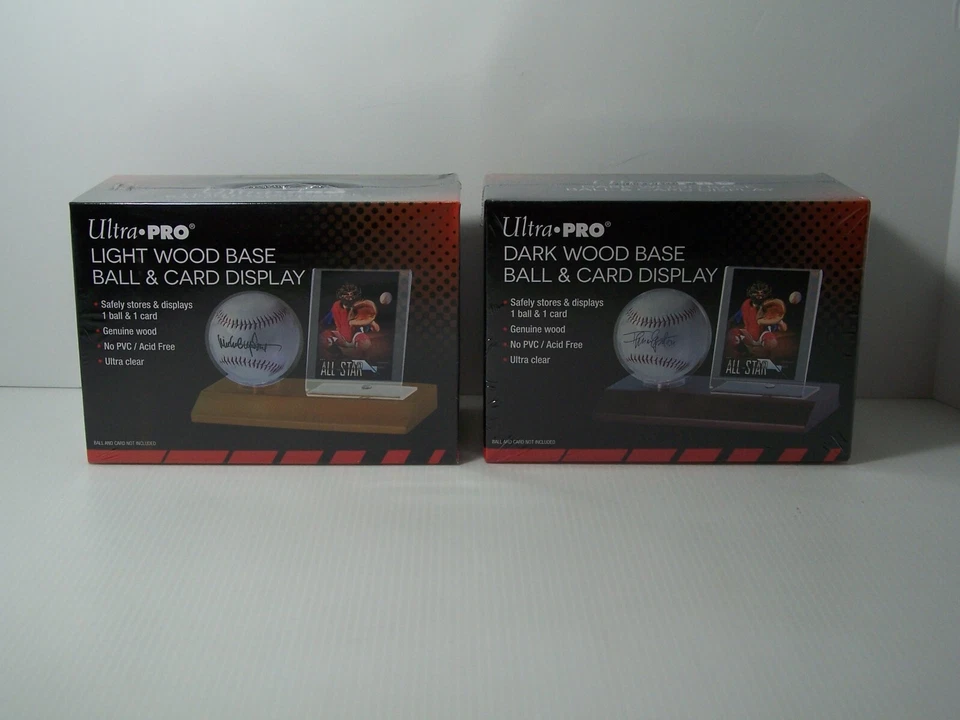 Ultra•PRO®
LIGHT WOOD BASE
BALL & CARD DISPLAY
• Safely stores & displays
1 ball & 1 card
• Genuine wood
• No PVC / Acid Free
• Ultra clear
ALL STAR
BALL AND CARD NOT INCLUDED
Ultra•PRO®
DARK WOOD BASE
BALL & CARD DISPLAY
• Safely stores & displays
1 ball & 1 card
• Genuine wood
• No PVC / Acid Free
• Ultra clear
ALL STAR
BALL AND CARD NOT INCLUDED